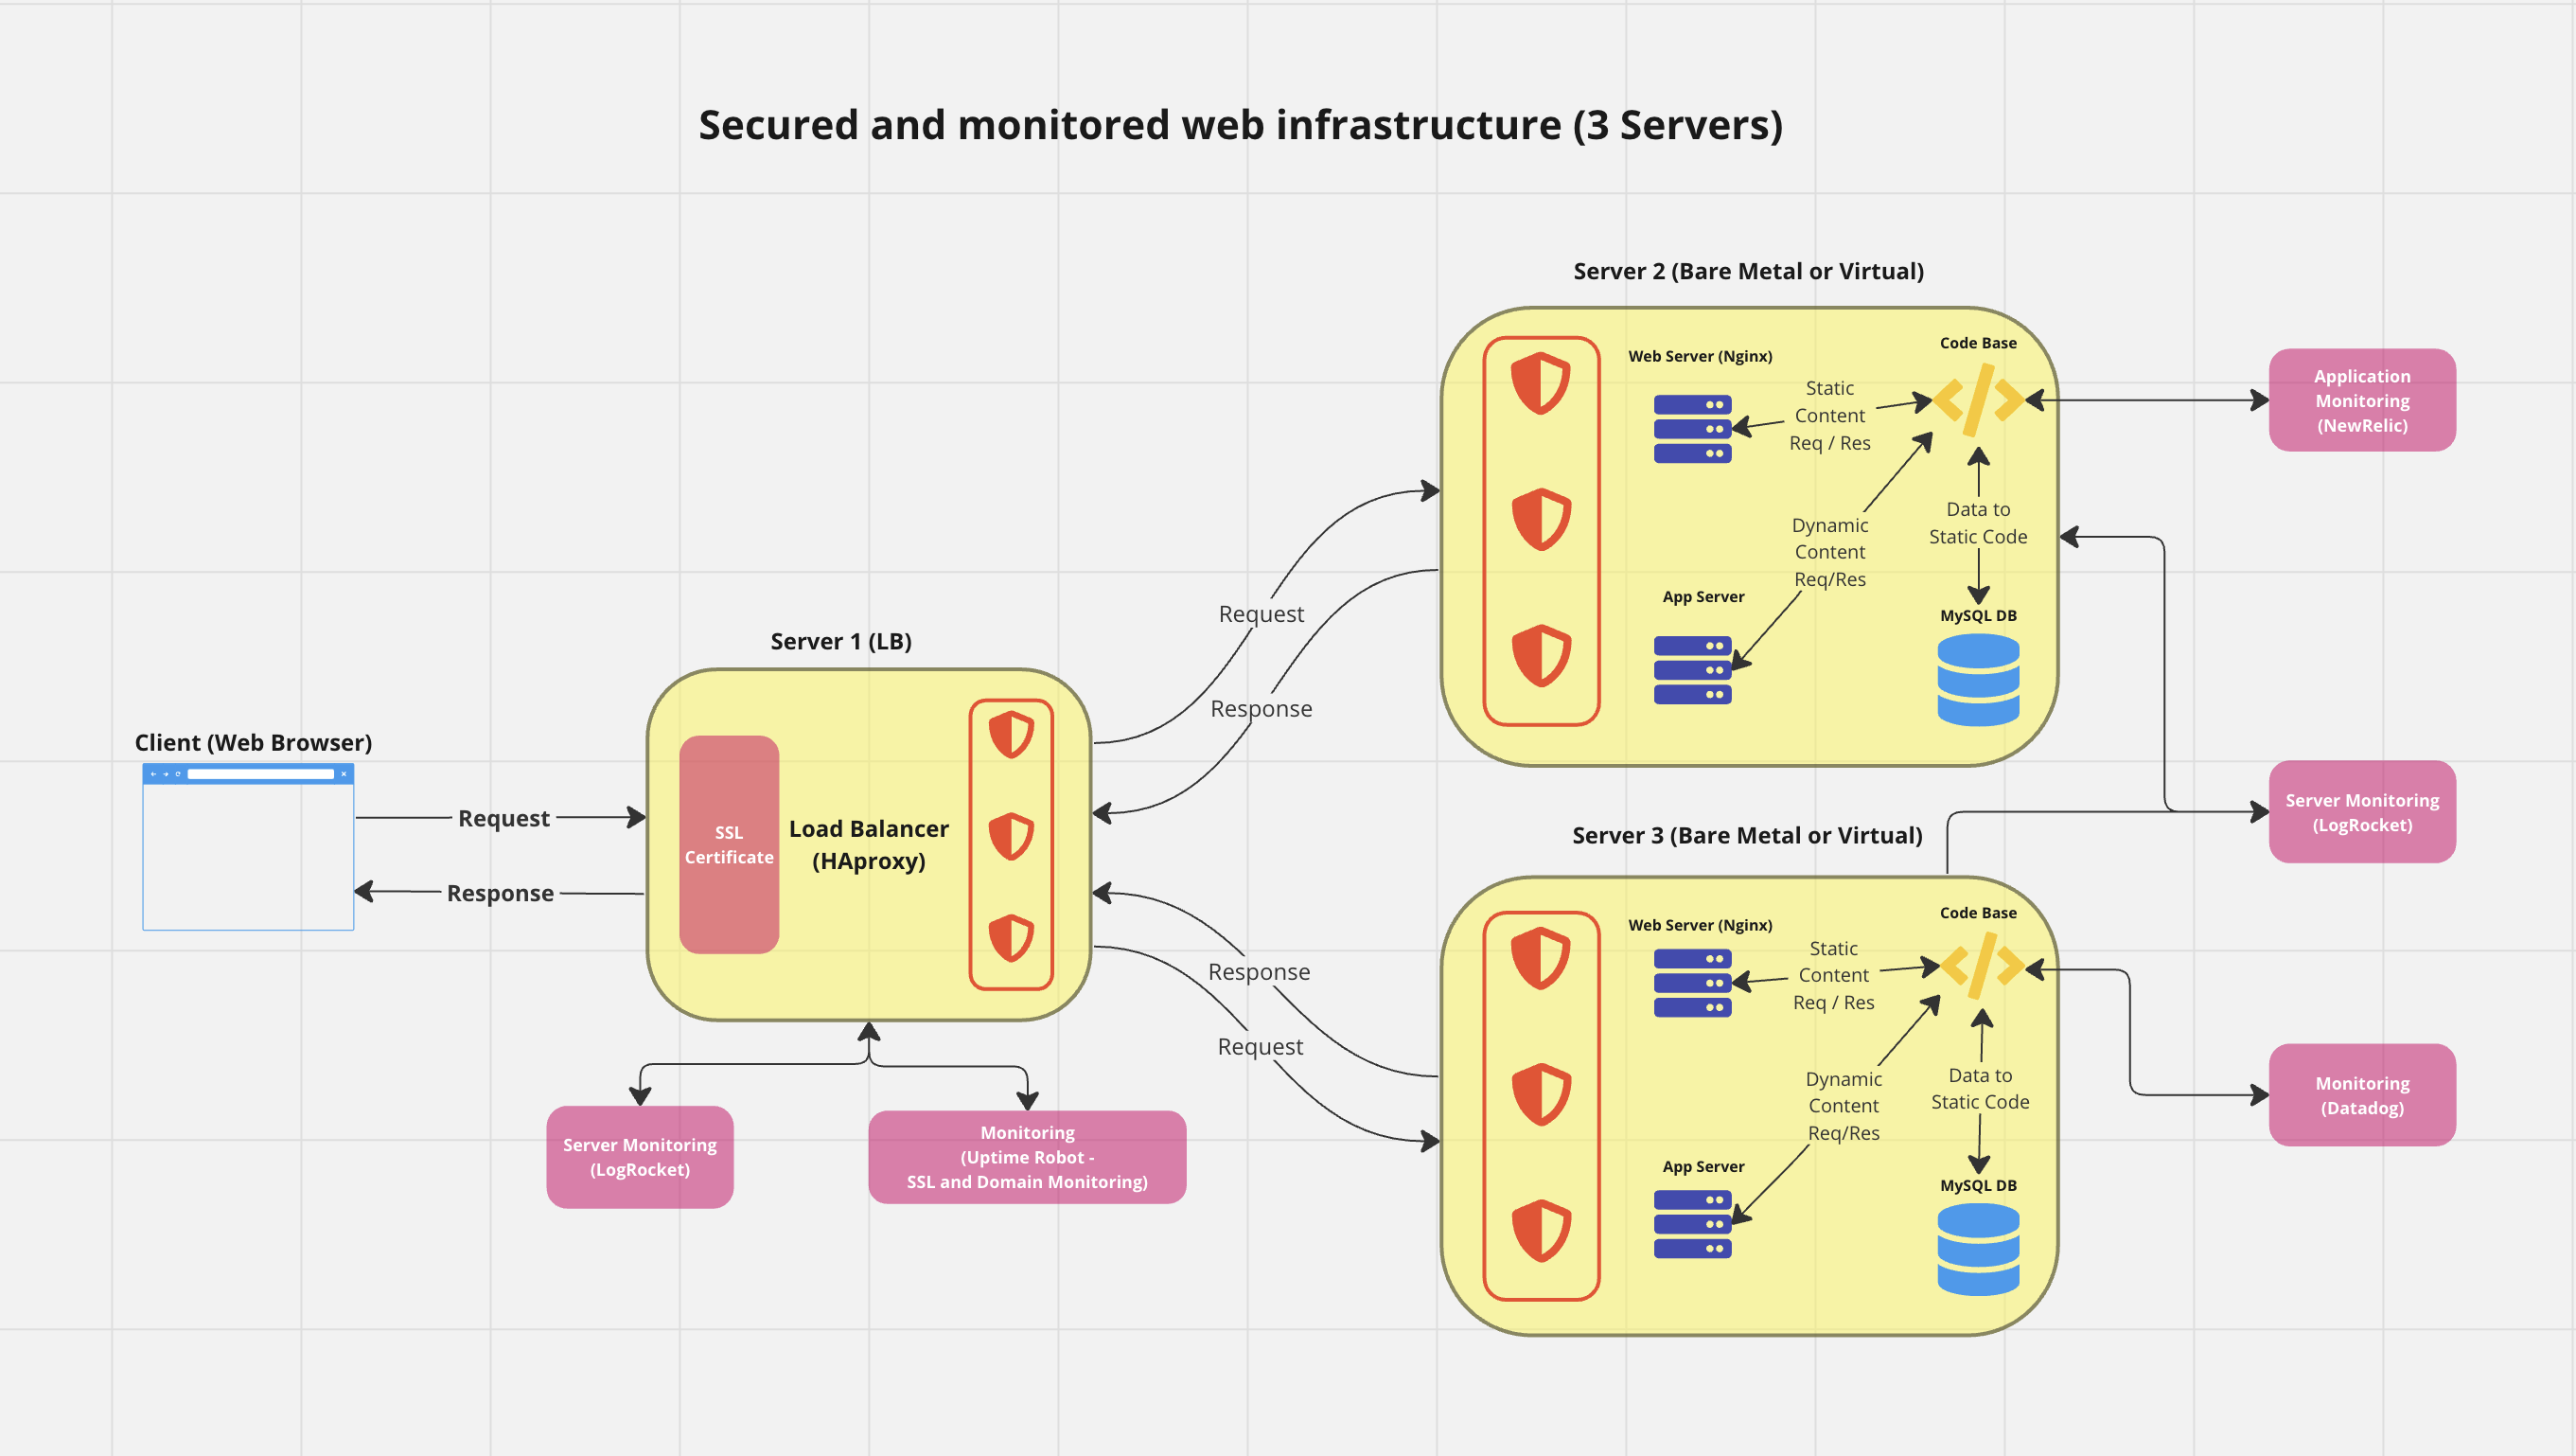 Secured and monitored web infrastructure (3 Servers)
Client (Web Browser)
Request
Response
Server 1 (LB)
SSL
Certificate
Load Balancer
(HAproxy)
Server Monitoring
(LogRocket)
Monitoring
(Uptime Robot -
SSL and Domain Monitoring)
Request
Response
Response
Request
Server 2 (Bare Metal or Virtual)
Web Server (Nginx)
Code Base
Static
Content
Req / Res
Dynamic
Content
Req/Res
Data to
Static Code
App Server
MySQL DB
Application
Monitoring
(NewRelic)
Server Monitoring
(LogRocket)
Server 3 (Bare Metal or Virtual)
Web Server (Nginx)
Code Base
Static
Content
Req / Res
Dynamic
Content
Req/Res
Data to
Static Code
App Server
MySQL DB
Monitoring
(Datadog)